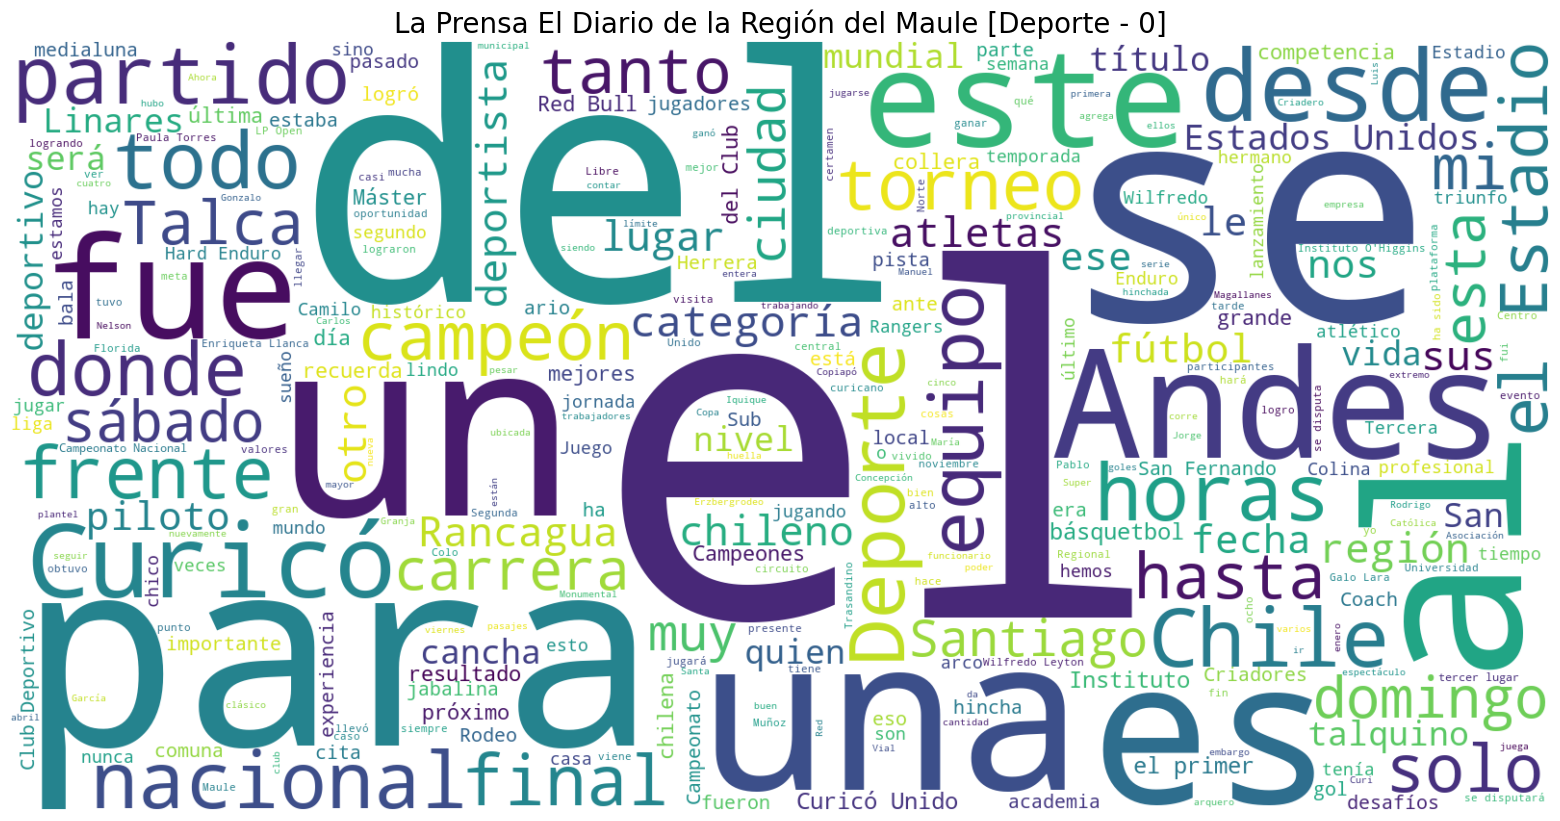 La Prensa El Diario de la Región del Maule [Deporte - 0]
medialuna
sino
pasado
partido
Ahora
hubo
logró
municipal
tanto
Red Bull
jugadores
mundial
parte
semana
título
competencia
Estadio
desde
Luis
Criadero
Linares
última
estaba
LP Open
Paula Torres
logrando
será
todo
deportista
ciudad
este
jugarse
qué
primera
agrega
ellos
ganar
Estados Unidos
el Estadio
ver
cuatro
Gonzalo
deportivo
estamos
hay
Talca
Hard Enduro
llegar
del
casi
mucha
Máster
oportunidad
segundo
lograron
Libre
contar
límite
siendo
lugar
ganó
mejor
del Club
certamen
torneo
collera
temporada
Norte
Wilfredo
provincial
deportiva
atletas
hermano
se
único
empresa
le
mi
triunfo
fue
bala
meta
tuvo
Nelson
Camilo
histórico
Carlos
día
ario
Herrera
entera
visita
trabajando
pista
Manuel
ante
Rangers
ese
Enduro
serie
hinchada
Magallanes
tarde
grande
lanzamiento
Instituto O'Higgins
nos
plataforma
esta
ha sido
Centro
Florida
Enriqueta Llanca
campeón
Unido
categoría
central
está
Copiapó
último
fútbol
atlético
vida
sus
fui
donde
sueño
recuerda
lindo
pesar
mejores
jornada
trabajadores
curicano
cinco
equipo
participantes
hará
extremo
evento
jugar
liga
sábado
otro
nueva
un
ubicada
Juego
Iquique
Copa
Sub
nivel
huella
el
Deporte
cosas
local
o
vivido
María
noviembre
Andes
corre
Jorge
logro
se disputa
Tercera
Campeonato Nacional
valores
frente
mayor
están
Segunda
Erzbergrodeo
jugando
Concepción
bien
alto
Pablo
goles
Super
San Fernando
Colina
profesional
plantel
piloto
gran
mundo
Granja
Rancagua
ha
chileno
Campeones
circuito
era
horas
básquetbol
Rodrigo
yo
Católica
San
Asociación
al
seguir
obtuvo
nuevamente
veces
chico
Curicó
carrera
Colo
Monumental
funcionario
poder
hace
Trasandino
Regional
hemos
hasta
fecha
región
tiempo
Galo Lara
Universidad
Coach
para
Club Deportivo
punto
importante
experiencia
viernes
pasajes
cancha
esto
resultado
muy
presente
quien
Santiago
arco
Wilfredo Leyton
Chile
ocho
varios
ir
enero
espectáculo
García
abril
clásico
jabalina
próximo
llevó
caso
siempre
Rodeo
jugará
Santa
chilena
tiene
una
buen
Muñoz
Red
eso
son
Vial
da
cantidad
hincha
Instituto
es
Criadores
fin
tercer lugar
domingo
nunca
comuna
club
cita
casa
viene
Campeonato
el primer
embargo
talquino
juega
nacional
Maule
final
fueron
Curicó Unido
academia
arquero
tenía
gol
Curi
solo
desafíos
se disputará